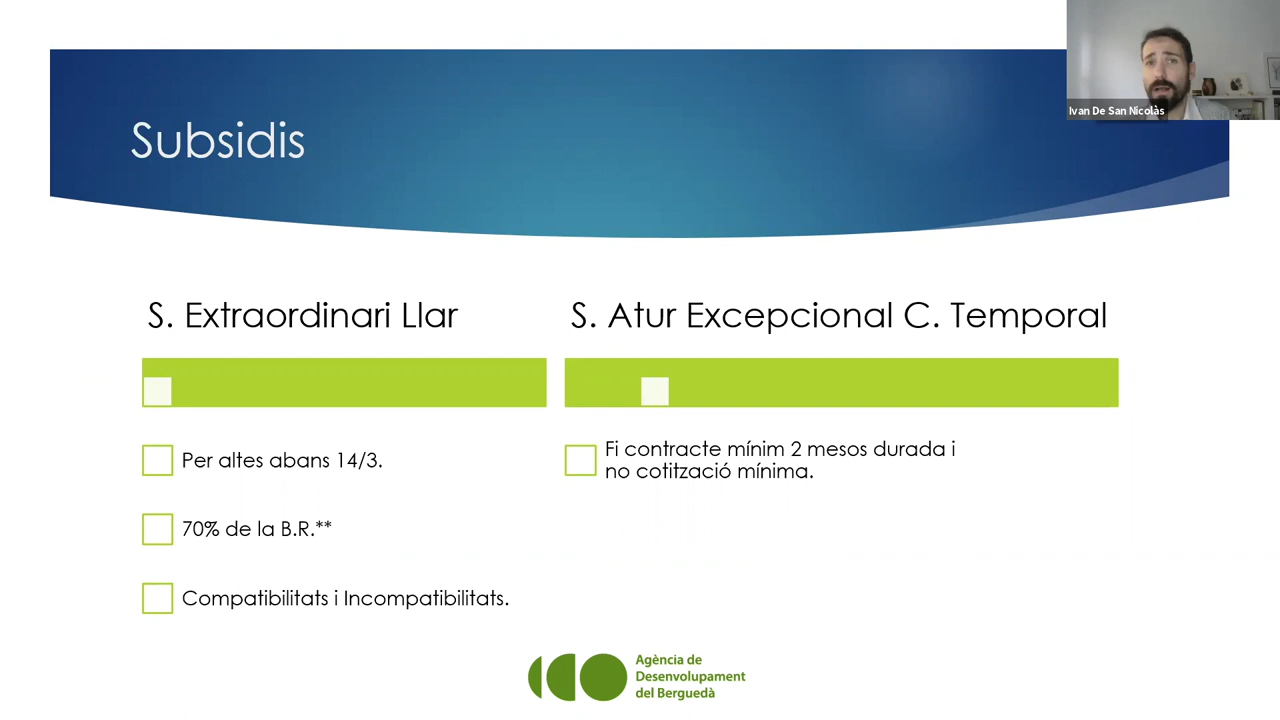 Ivan De San Nicolàs
Subsidis
S. Extraordinari Llar
Per altes abans 14/3.
70% de la B.R.**
Compatibilitats i Incompatibilitats.
S. Atur Excepcional C. Temporal
Fi contracte mínim 2 mesos durada i
no cotització mínima.
Agència de
Desenvolupament
del Berguedà